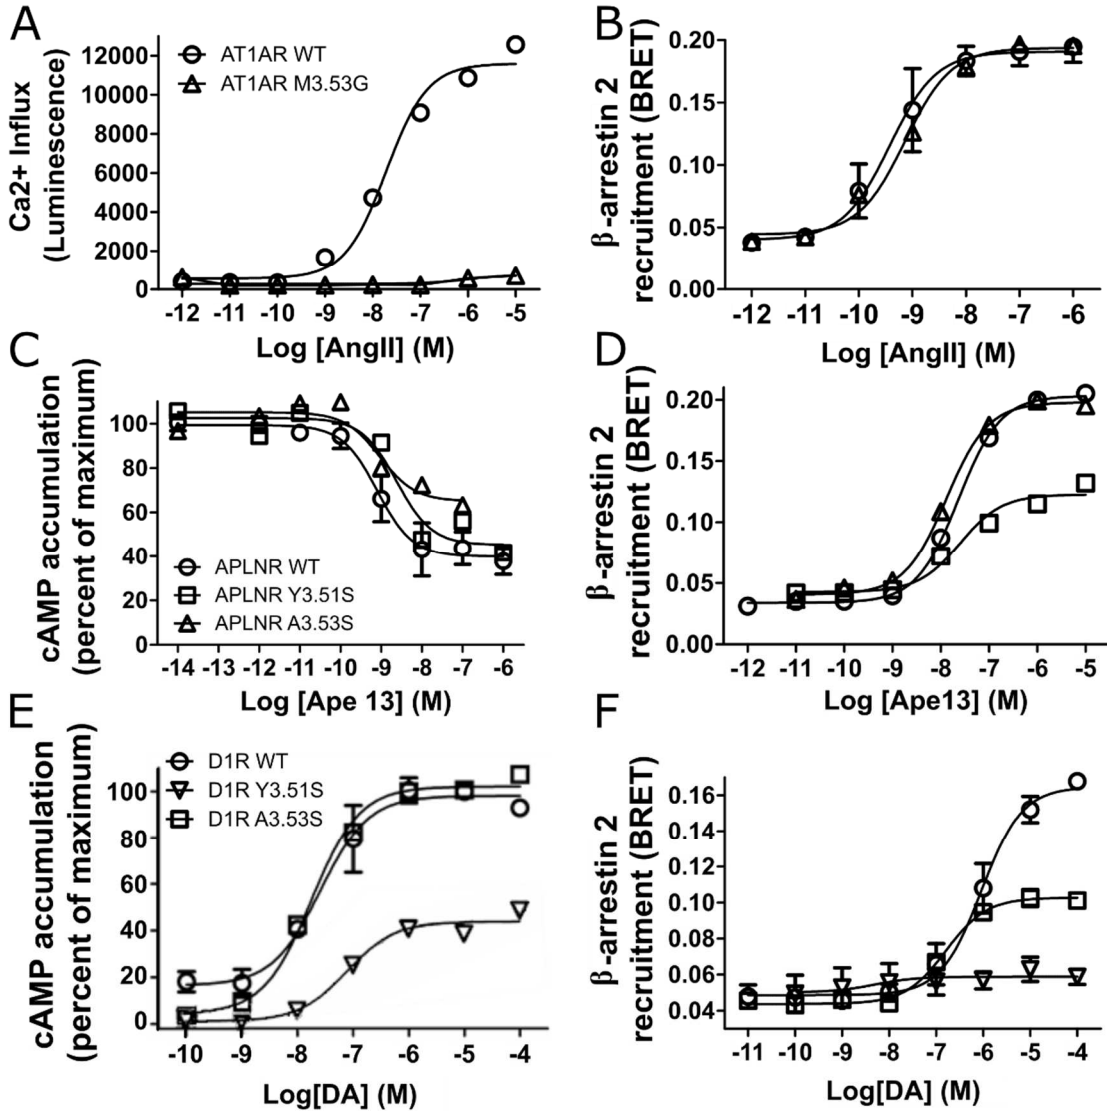 A
Ca2+ Influx
(Luminescence)
12000
10000
8000
6000
4000
2000
0
AT1AR WT
AT1AR M3.53G
-12 -11 -10 -9 -8 -7 -6 -5
Log [AngII] (M)
B
β-arrestin 2
recruitment (BRET)
0.20
0.15
0.10
0.05
0.00
-12 -11 -10 -9 -8 -7 -6
Log [AngII] (M)
C
cAMP accumulation
(percent of maximum)
100
80
60
40
20
0
APLNR WT
APLNR Y3.51S
APLNR A3.53S
-14 -13 -12 -11 -10 -9 -8 -7 -6
Log [Ape 13] (M)
D
β-arrestin 2
recruitment (BRET)
0.20
0.15
0.10
0.05
0.00
-12 -11 -10 -9 -8 -7 -6 -5
Log [Ape13] (M)
E
cAMP accumulation
(percent of maximum)
100
80
60
40
20
0
D1R WT
D1R Y3.51S
D1R A3.53S
-10 -9 -8 -7 -6 -5 -4
Log[DA] (M)
F
β-arrestin 2
recruitment (BRET)
0.16
0.14
0.12
0.10
0.08
0.06
0.04
-11 -10 -9 -8 -7 -6 -5 -4
Log[DA] (M)